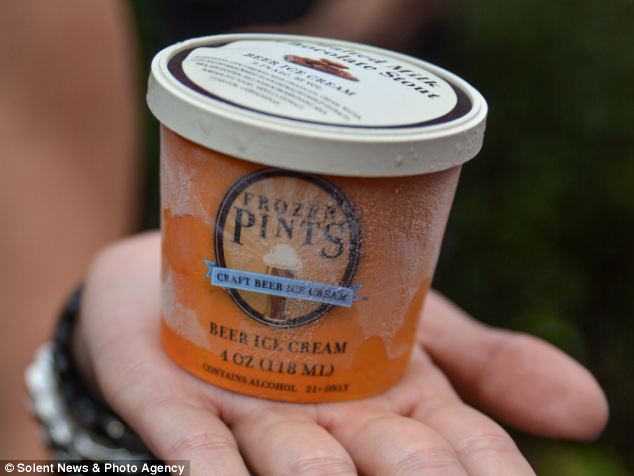 Malted Milk
Chocolate Stout
BEER ICE CREAM
FROZEN
PINTS
CRAFT BEER ICE CREAM
BEER ICE CREAM
4 OZ (118 ML)
CONTAINS ALCOHOL 21+ ONLY
© Solent News & Photo Agency